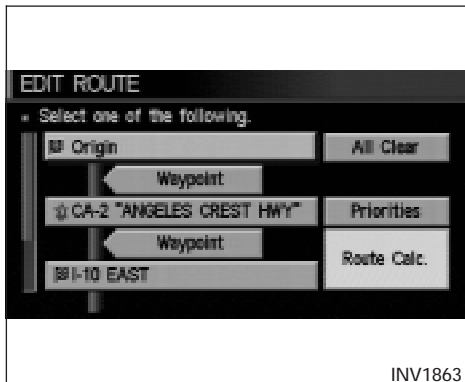 EDIT ROUTE
Select one of the following.
Origin
All Clear
Waypoint
CA-2 "ANGELES CREST HWY"
Priorities
Waypoint
Route Calc.
I-10 EAST
INV1863